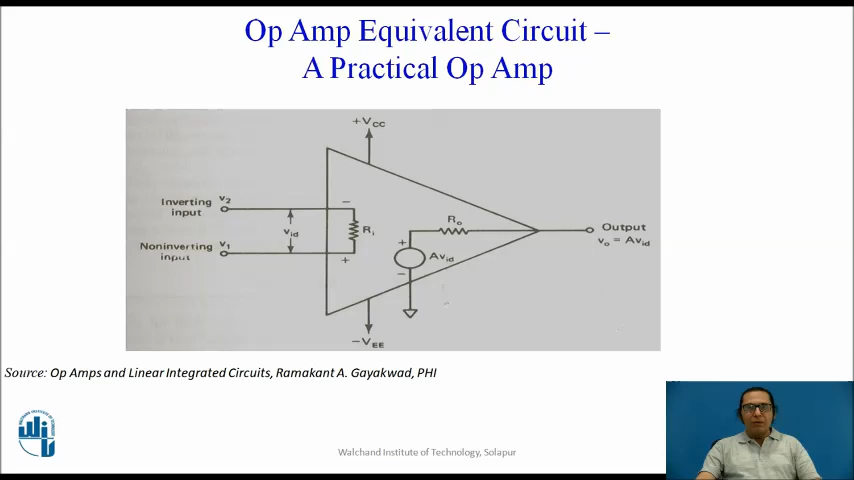 Op Amp Equivalent Circuit –
A Practical Op Amp
+VCC
Inverting input
v2
Noninverting input
v1
vid
−
Ri
+
Ro
+
−
Avid
Output
vo = Avid
−VEE
Source: Op Amps and Linear Integrated Circuits, Ramakant A. Gayakwad, PHI
Walchand Institute of Technology, Solapur